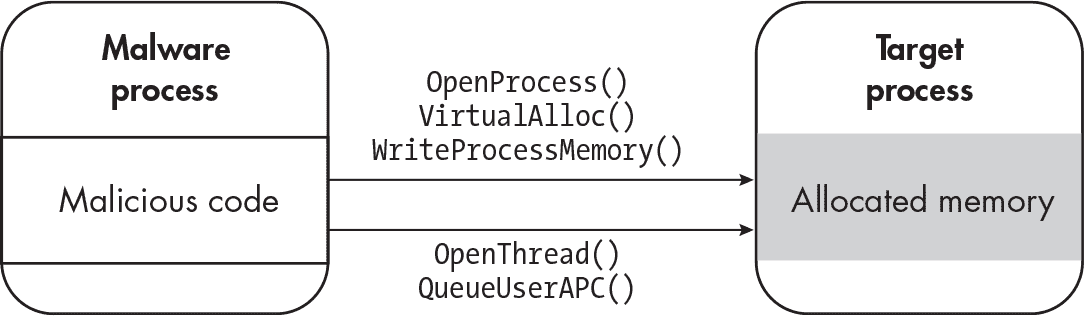 Malware
process
Malicious code
OpenProcess()
VirtualAlloc()
WriteProcessMemory()
OpenThread()
QueueUserAPC()
Target
process
Allocated memory